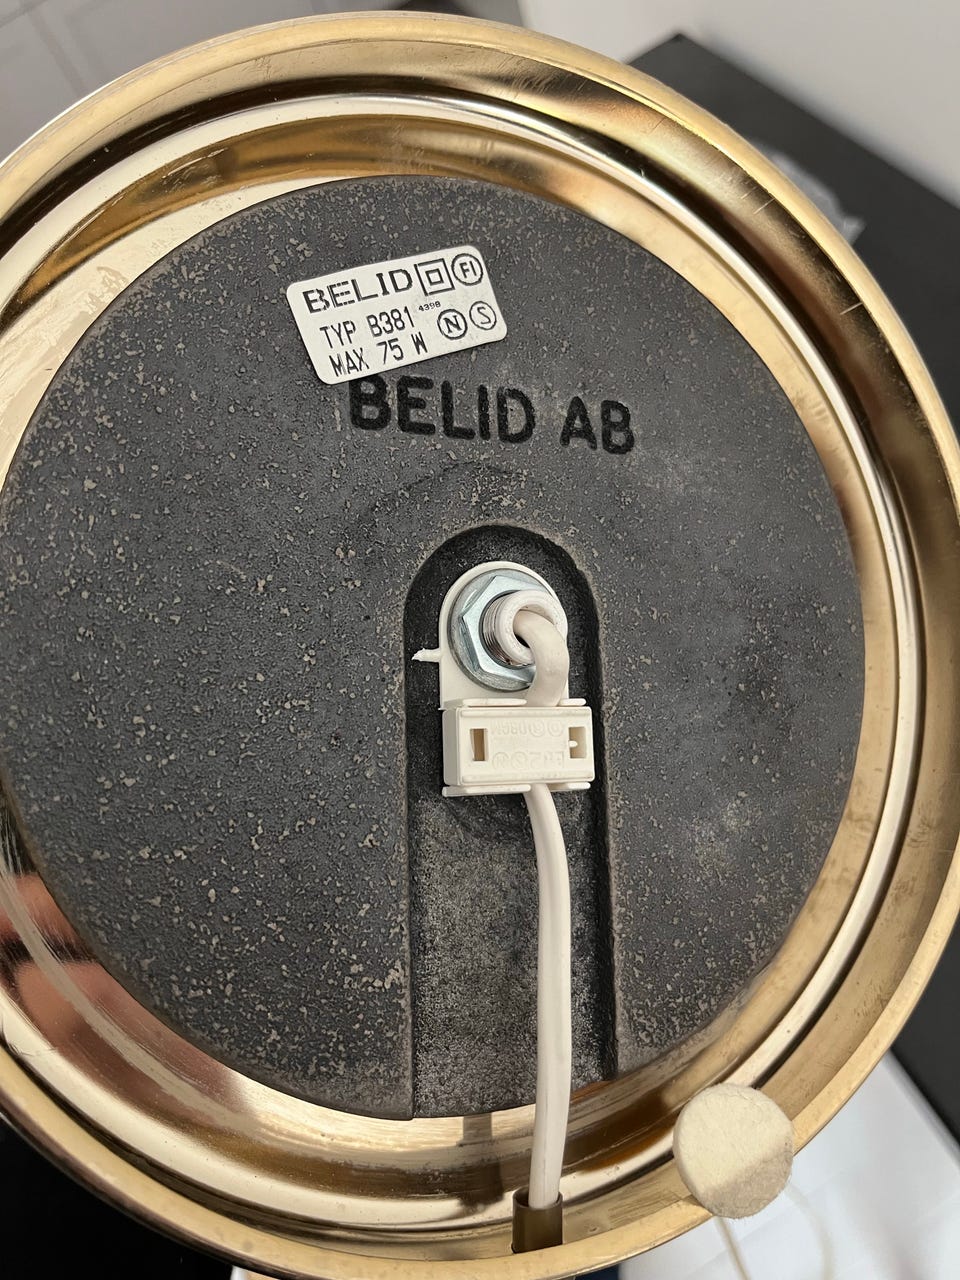 BELID FI
TYP B381 4398 N S
MAX 75 W
BELID AB